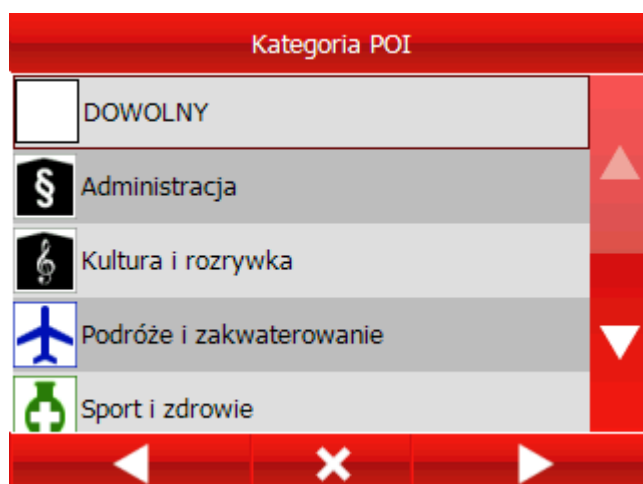 Kategoria POI
DOWOLNY
§ Administracja
Kultura i rozrywka
Podróże i zakwaterowanie
Sport i zdrowie